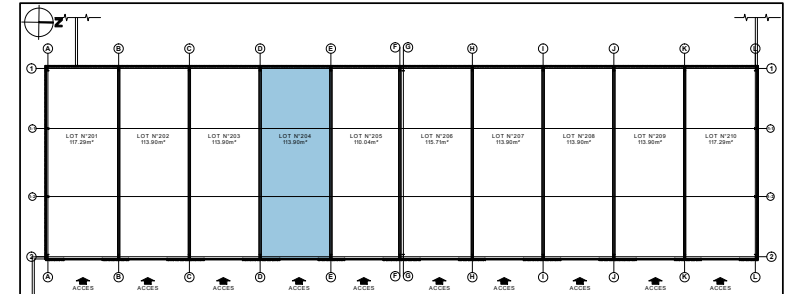 Z
A B C D E F G H I J K L
1 1
LOT N°201 LOT N°202 LOT N°203 LOT N°204 LOT N°205 LOT N°206 LOT N°207 LOT N°208 LOT N°209 LOT N°210
117.29m² 113.90m² 113.90m² 113.90m² 110.04m² 115.71m² 113.90m² 113.90m² 113.90m² 117.29m²
2 2
A B C D E F G H I J K L
ACCES ACCES ACCES ACCES ACCES ACCES ACCES ACCES ACCES ACCES